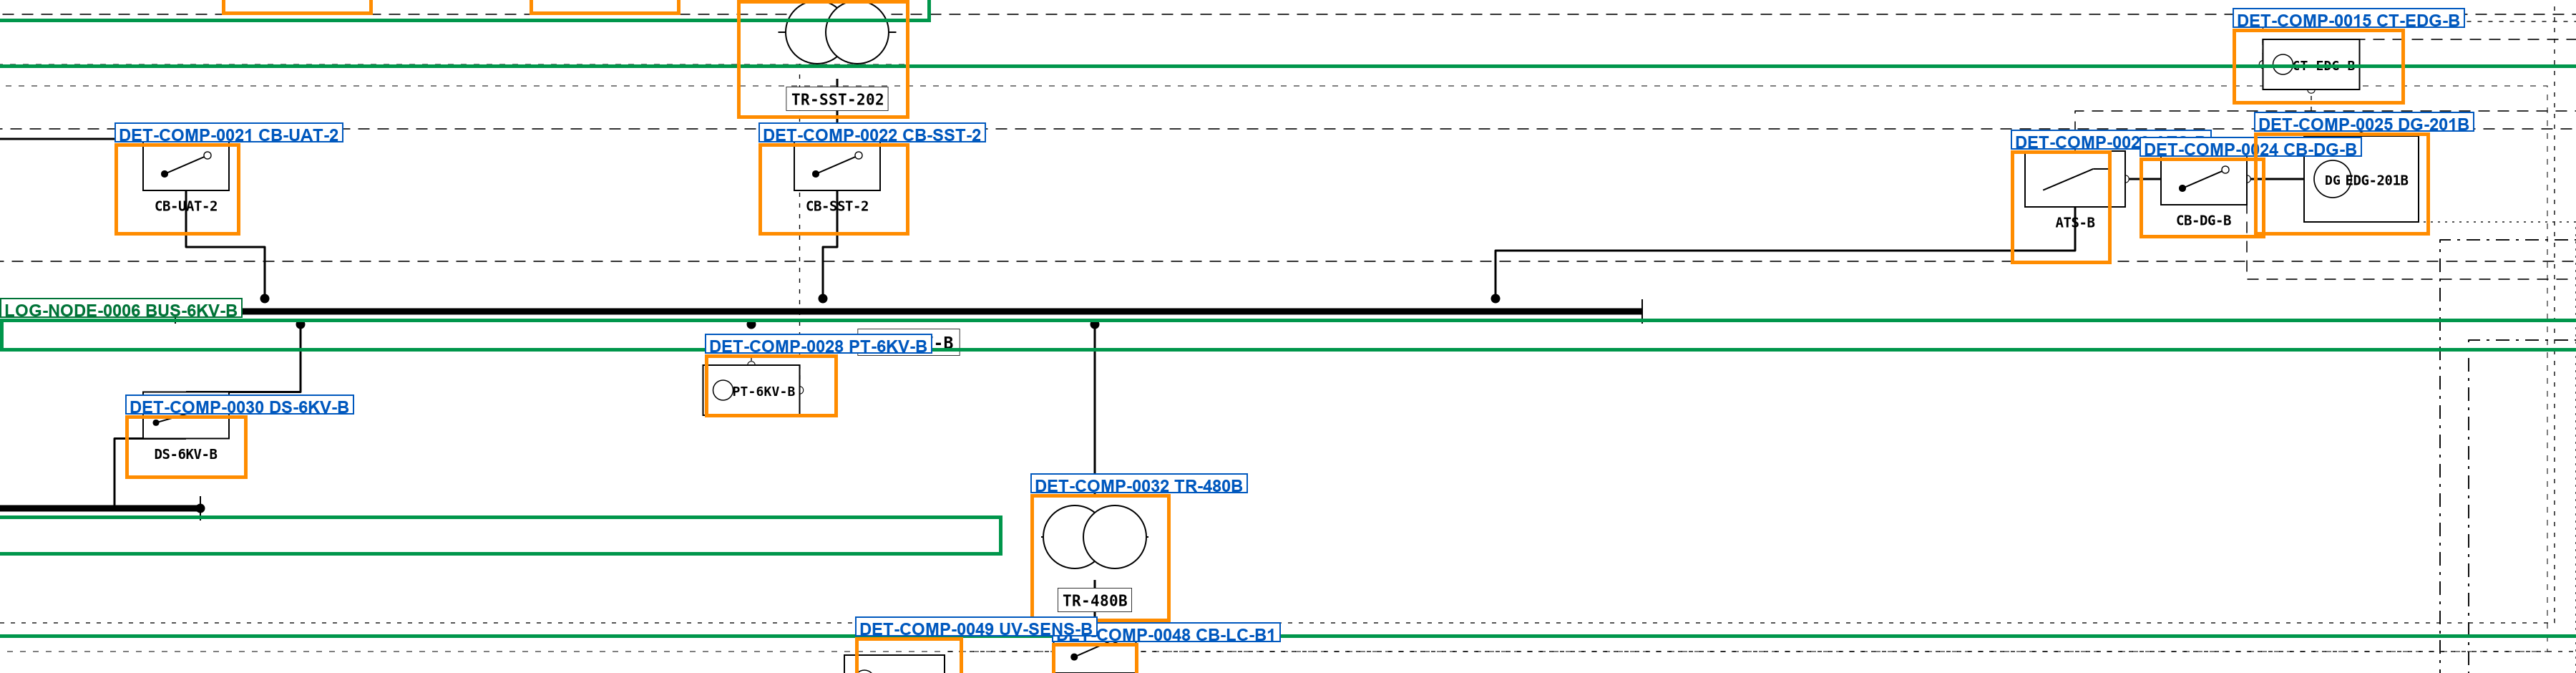 DET-COMP-0015 CT-EDG-B
CT-EDG-B
TR-SST-202
DET-COMP-0021 CB-UAT-2
DET-COMP-0022 CB-SST-2
DET-COMP-0025 DG-201B
DET-COMP-0024 CB-DG-B
DG EDG-201B
CB-UAT-2
CB-SST-2
ATS-B
CB-DG-B
LOG-NODE-0006 BUS-6KV-B
DET-COMP-0028 PT-6KV-B
-B
PT-6KV-B
DET-COMP-0030 DS-6KV-B
DS-6KV-B
DET-COMP-0032 TR-480B
TR-480B
DET-COMP-0049 UV-SENS-B
DET-COMP-0048 CB-LC-B1